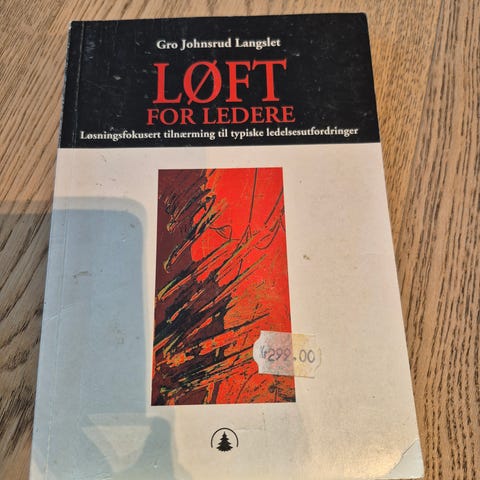 Gro Johnsrud Langslet
LØFT
FOR LEDERE
Løsningsfokusert tilnærming til typiske ledelsesutfordringer
299.00